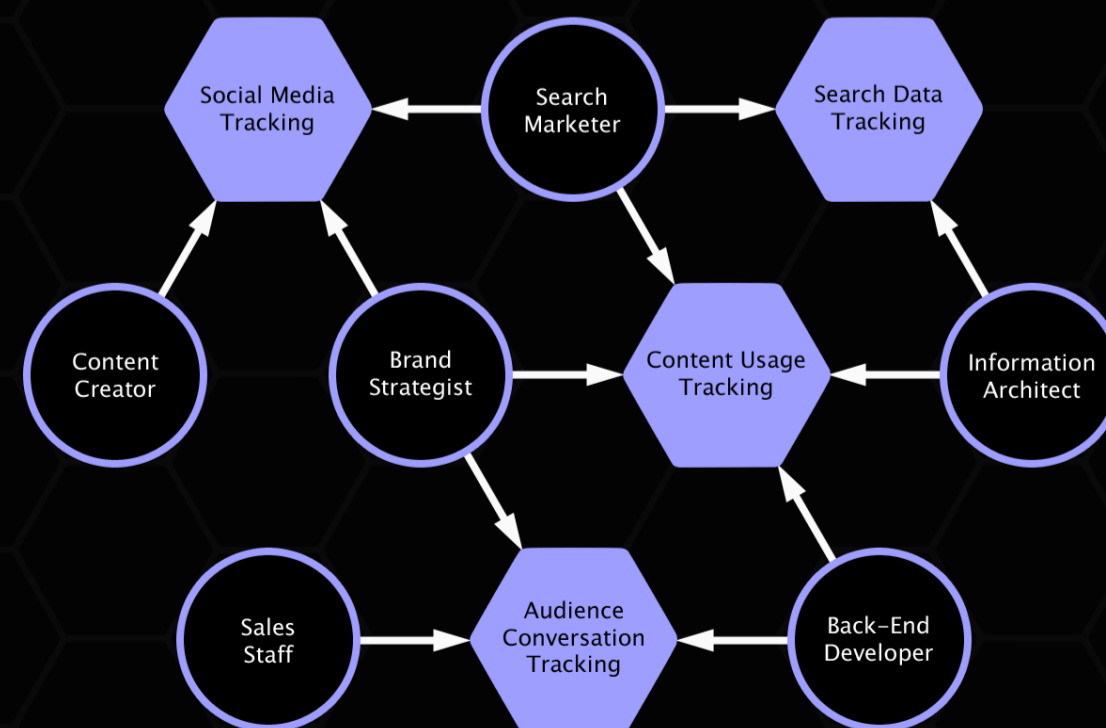 Social Media
Tracking
Search
Marketer
Search Data
Tracking
Content
Creator
Brand
Strategist
Content Usage
Tracking
Information
Architect
Sales
Staff
Audience
Conversation
Tracking
Back-End
Developer